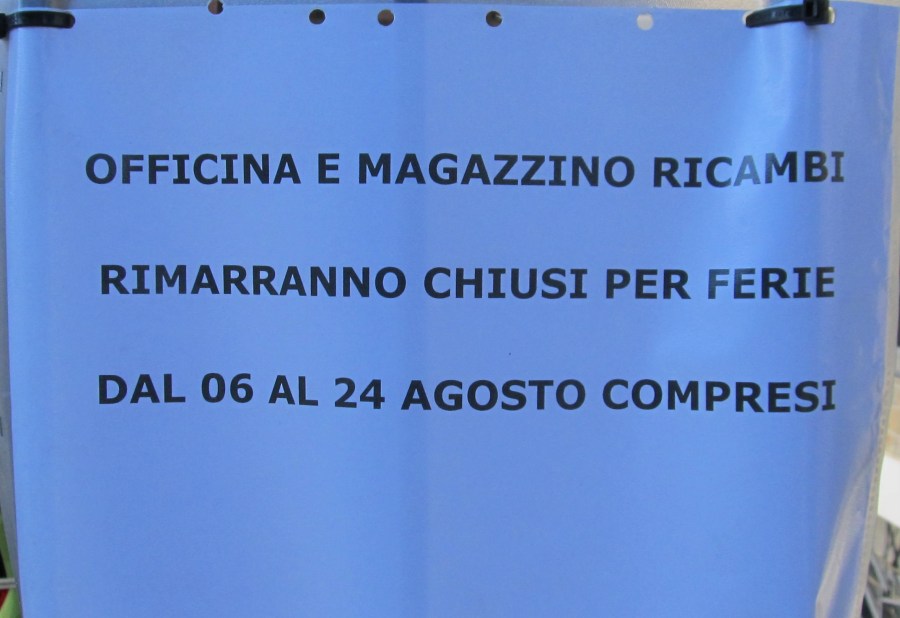 OFFICINA E MAGAZZINO RICAMBI
RIMARRANNO CHIUSI PER FERIE
DAL 06 AL 24 AGOSTO COMPRESI